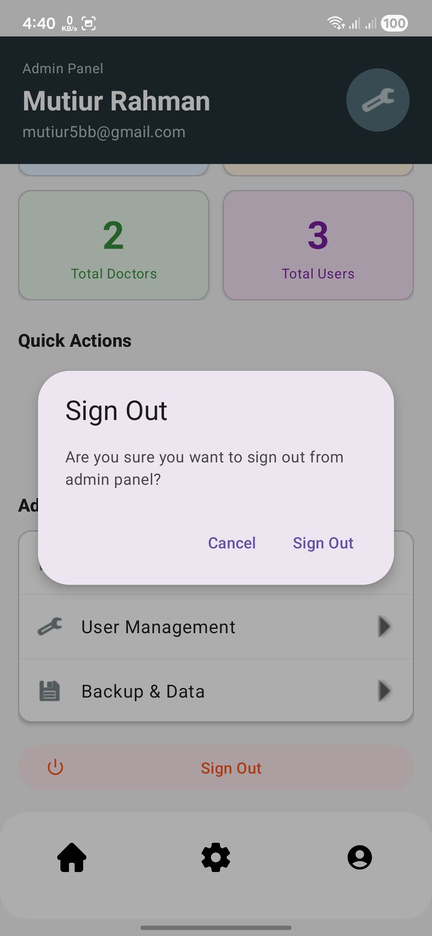 4:40 0 KB/s 100
Admin Panel
Mutiur Rahman
mutiur5bb@gmail.com
2 3
Total Doctors Total Users
Quick Actions
Sign Out
Are you sure you want to sign out from
admin panel?
Ad
Cancel Sign Out
User Management
Backup & Data
Sign Out